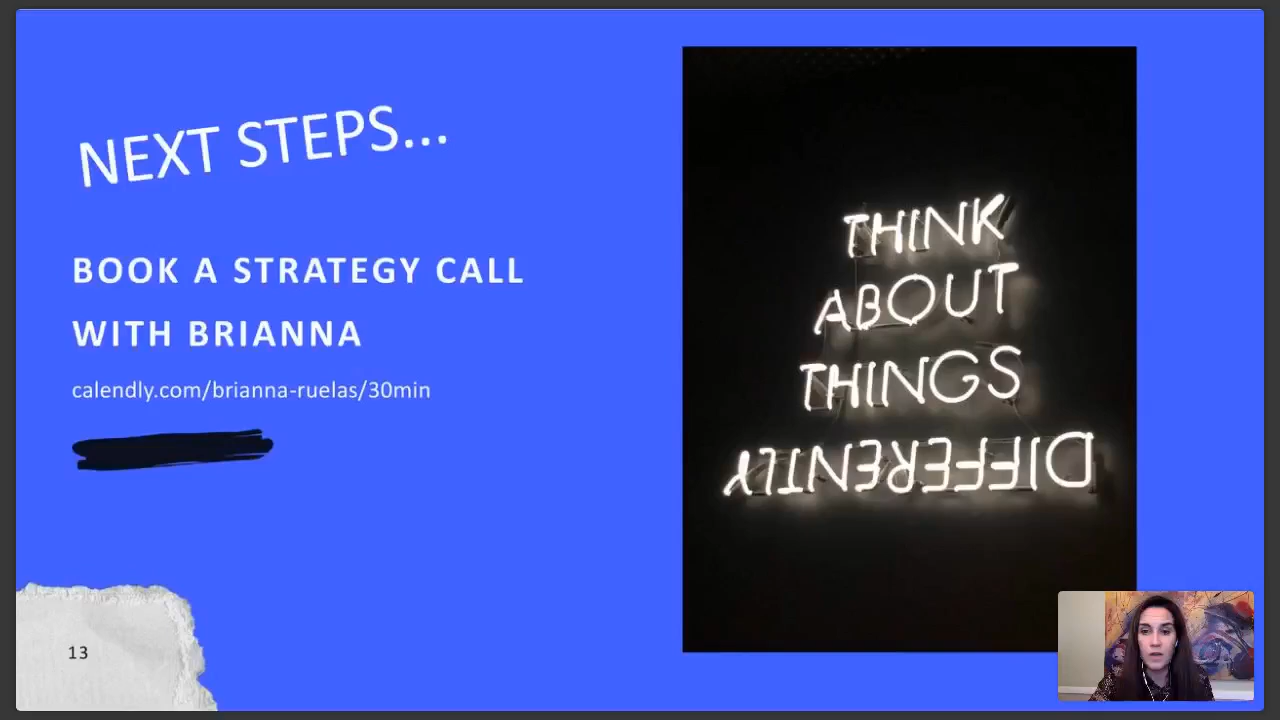 NEXT STEPS...
BOOK A STRATEGY CALL
WITH BRIANNA
calendly.com/brianna-ruelas/30min
THINK
ABOUT
THINGS
DIFFERENTLY
13